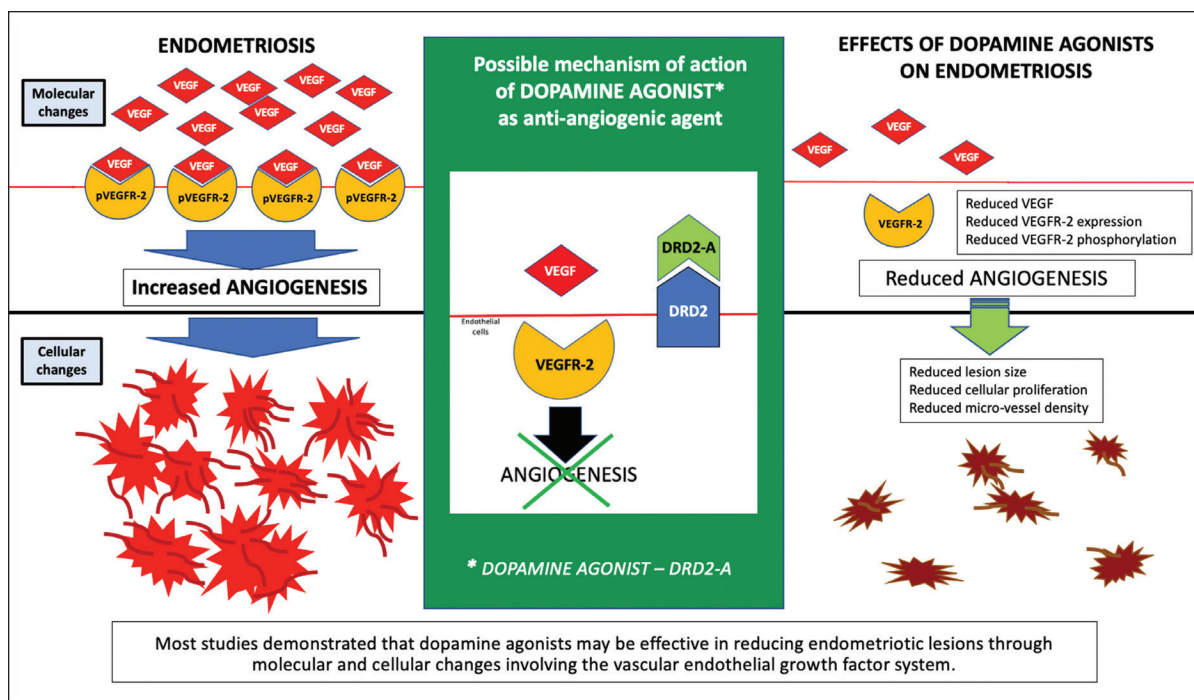 ENDOMETRIOSIS
Molecular
changes
VEGF
VEGF
VEGF
VEGF
VEGF
VEGF
VEGF
VEGF
VEGF
VEGF
VEGF
VEGF
VEGF
pVEGFR-2
pVEGFR-2
pVEGFR-2
pVEGFR-2
Increased ANGIOGENESIS
Cellular
changes
Possible mechanism of action
of DOPAMINE AGONIST*
as anti-angiogenic agent
VEGF
DRD2-A
DRD2
Endothelial
cells
VEGFR-2
ANGIOGENESIS
* DOPAMINE AGONIST – DRD2-A
EFFECTS OF DOPAMINE AGONISTS
ON ENDOMETRIOSIS
VEGF
VEGF
VEGF
VEGFR-2
Reduced VEGF
Reduced VEGFR-2 expression
Reduced VEGFR-2 phosphorylation
Reduced ANGIOGENESIS
Reduced lesion size
Reduced cellular proliferation
Reduced micro-vessel density
Most studies demonstrated that dopamine agonists may be effective in reducing endometriotic lesions through
molecular and cellular changes involving the vascular endothelial growth factor system.